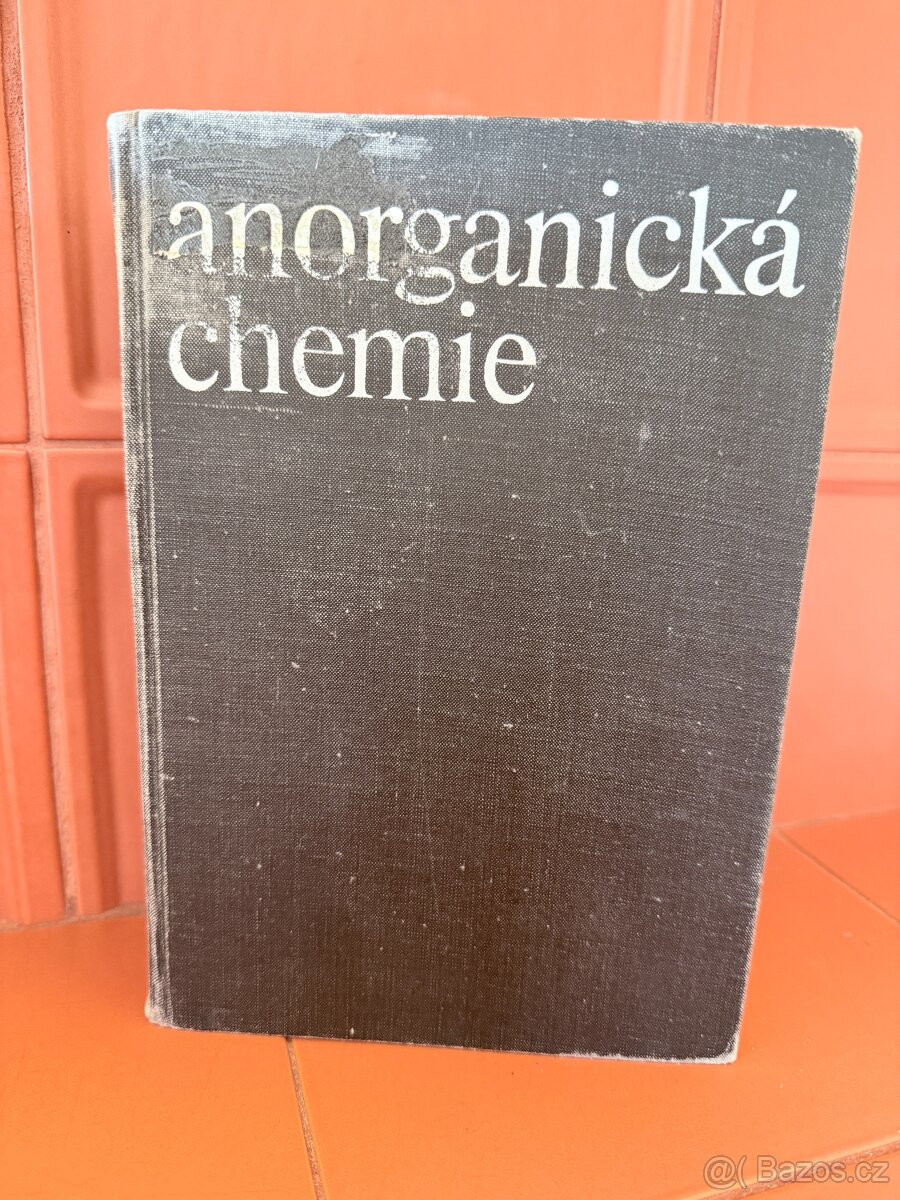 anorganická
chemie
@( Bazos.cz